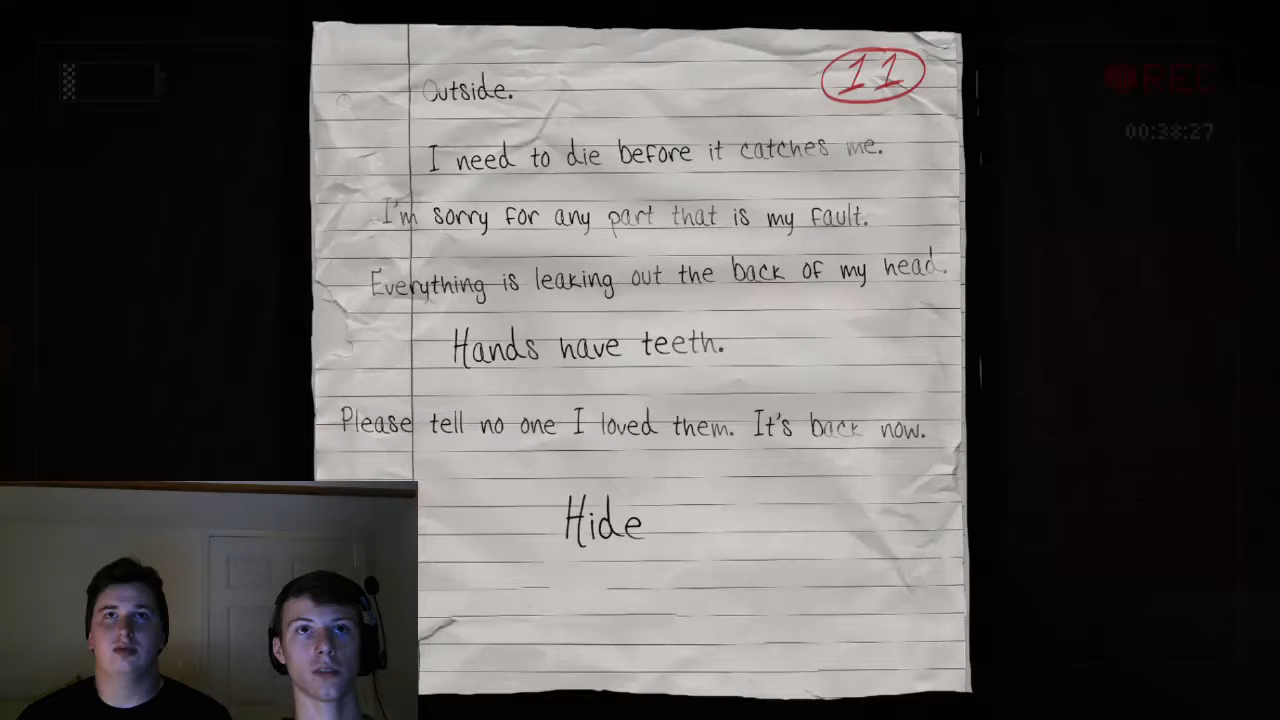 11
Outside.
REC
00:38:27
I need to die before it catches me.
I'm sorry for any part that is my fault.
Everything is leaking out the back of my head.
Hands have teeth.
Please tell no one I loved them. It's back now.
Hide